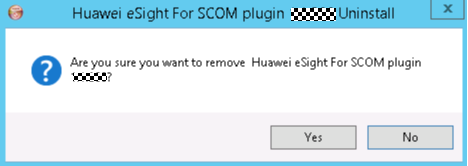 Huawei eSight For SCOM plugin Uninstall
Are you sure you want to remove Huawei eSight For SCOM plugin
?
Yes No